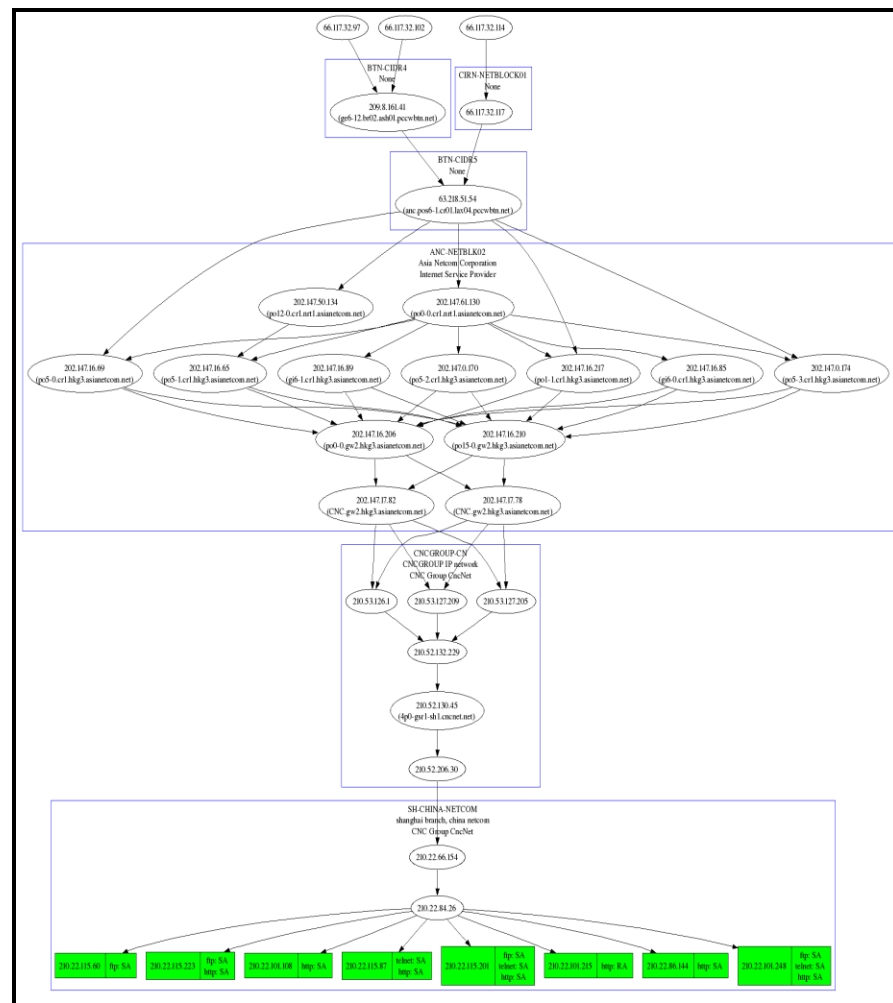 66.117.32.97
66.117.32.102
66.117.32.114
BTN-CIDR4
None
209.8.161.41
(ge6-12.br02.ash01.pccwbtn.net)
CIRN-NETBLOCK01
None
66.117.32.117
BTN-CIDR5
None
63.218.51.54
(anc.pos6-1.cr01.lax04.pccwbtn.net)
ANC-NETBLK02
Asia Netcom Corporation
Internet Service Provider
202.147.50.134
(po12-0.cr1.nrt1.asianetcom.net)
202.147.61.130
(po0-0.cr1.nrt1.asianetcom.net)
202.147.16.69
(po5-0.cr1.hkg3.asianetcom.net)
202.147.16.65
(po5-1.cr1.hkg3.asianetcom.net)
202.147.16.89
(gi6-1.cr1.hkg3.asianetcom.net)
202.147.0.170
(po5-2.cr1.hkg3.asianetcom.net)
202.147.16.217
(po1-1.cr1.hkg3.asianetcom.net)
202.147.16.85
(gi6-0.cr1.hkg3.asianetcom.net)
202.147.0.174
(po5-3.cr1.hkg3.asianetcom.net)
202.147.16.206
(po0-0.gw2.hkg3.asianetcom.net)
202.147.16.210
(po15-0.gw2.hkg3.asianetcom.net)
202.147.17.82
(CNC.gw2.hkg3.asianetcom.net)
202.147.17.78
(CNC.gw2.hkg3.asianetcom.net)
CNCGROUP-CN
CNCGROUP IP network
CNC Group CncNet
210.53.126.1
210.53.127.209
210.53.127.205
210.52.132.229
210.52.130.45
(4p0-gsr1-sh1.cncnet.net)
210.52.206.30
SH-CHINA-NETCOM
shanghai branch, china netcom
CNC Group CncNet
210.22.66.154
210.22.84.26
210.22.115.60
ftp: SA
210.22.115.223
ftp: SA
http: SA
210.22.101.108
http: SA
210.22.115.87
telnet: SA
http: SA
210.22.115.201
ftp: SA
telnet: SA
http: SA
210.22.101.215
http: RA
210.22.86.144
http: SA
210.22.101.248
ftp: SA
telnet: SA
http: SA